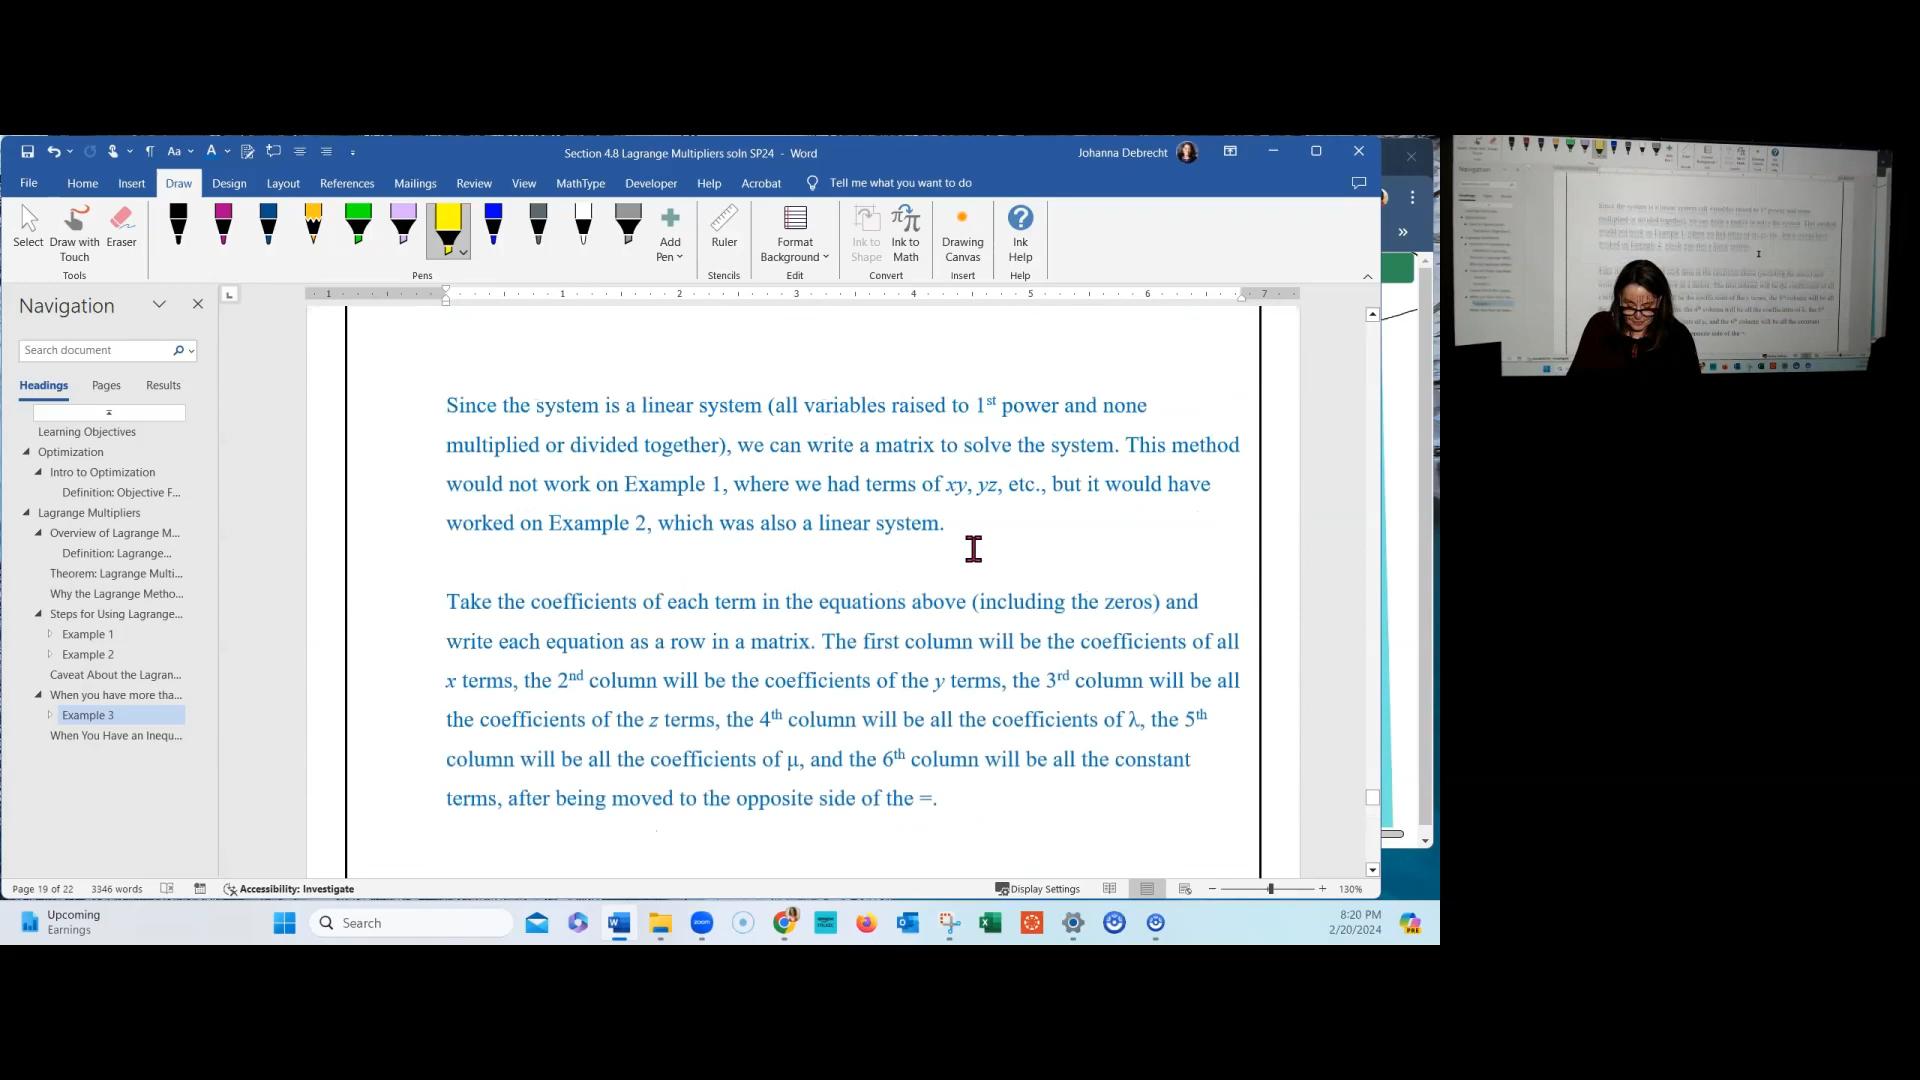 Section 4.8 Lagrange Multipliers soln SP24 - Word
Johanna Debrecht
File Home Insert Draw Design Layout References Mailings Review View MathType Developer Help Acrobat Tell me what you want to do
Select
Draw with Touch
Eraser
Add Pen
Ruler
Format Background
Ink to Shape
Ink to Math
Drawing Canvas
Ink Help
Tools Pens Stencils Edit Convert Insert Help
Navigation
Search document
Headings Pages Results
Learning Objectives
Optimization
Intro to Optimization
Definition: Objective F...
Lagrange Multipliers
Overview of Lagrange M...
Definition: Lagrange...
Theorem: Lagrange Multi...
Why the Lagrange Metho...
Steps for Using Lagrange...
Example 1
Example 2
Caveat About the Lagran...
When you have more tha...
Example 3
When You Have an Inequ...
1 1 2 3 4 5 6 7
Since the system is a linear system (all variables raised to 1st power and none
multiplied or divided together), we can write a matrix to solve the system. This method
would not work on Example 1, where we had terms of xy, yz, etc., but it would have
worked on Example 2, which was also a linear system.
Take the coefficients of each term in the equations above (including the zeros) and
write each equation as a row in a matrix. The first column will be the coefficients of all
x terms, the 2nd column will be the coefficients of the y terms, the 3rd column will be all
the coefficients of the z terms, the 4th column will be all the coefficients of λ, the 5th
column will be all the coefficients of μ, and the 6th column will be all the constant
terms, after being moved to the opposite side of the =.
Page 19 of 22 3346 words Accessibility: Investigate Display Settings 130%
Upcoming
Earnings
Search
8:20 PM
2/20/2024